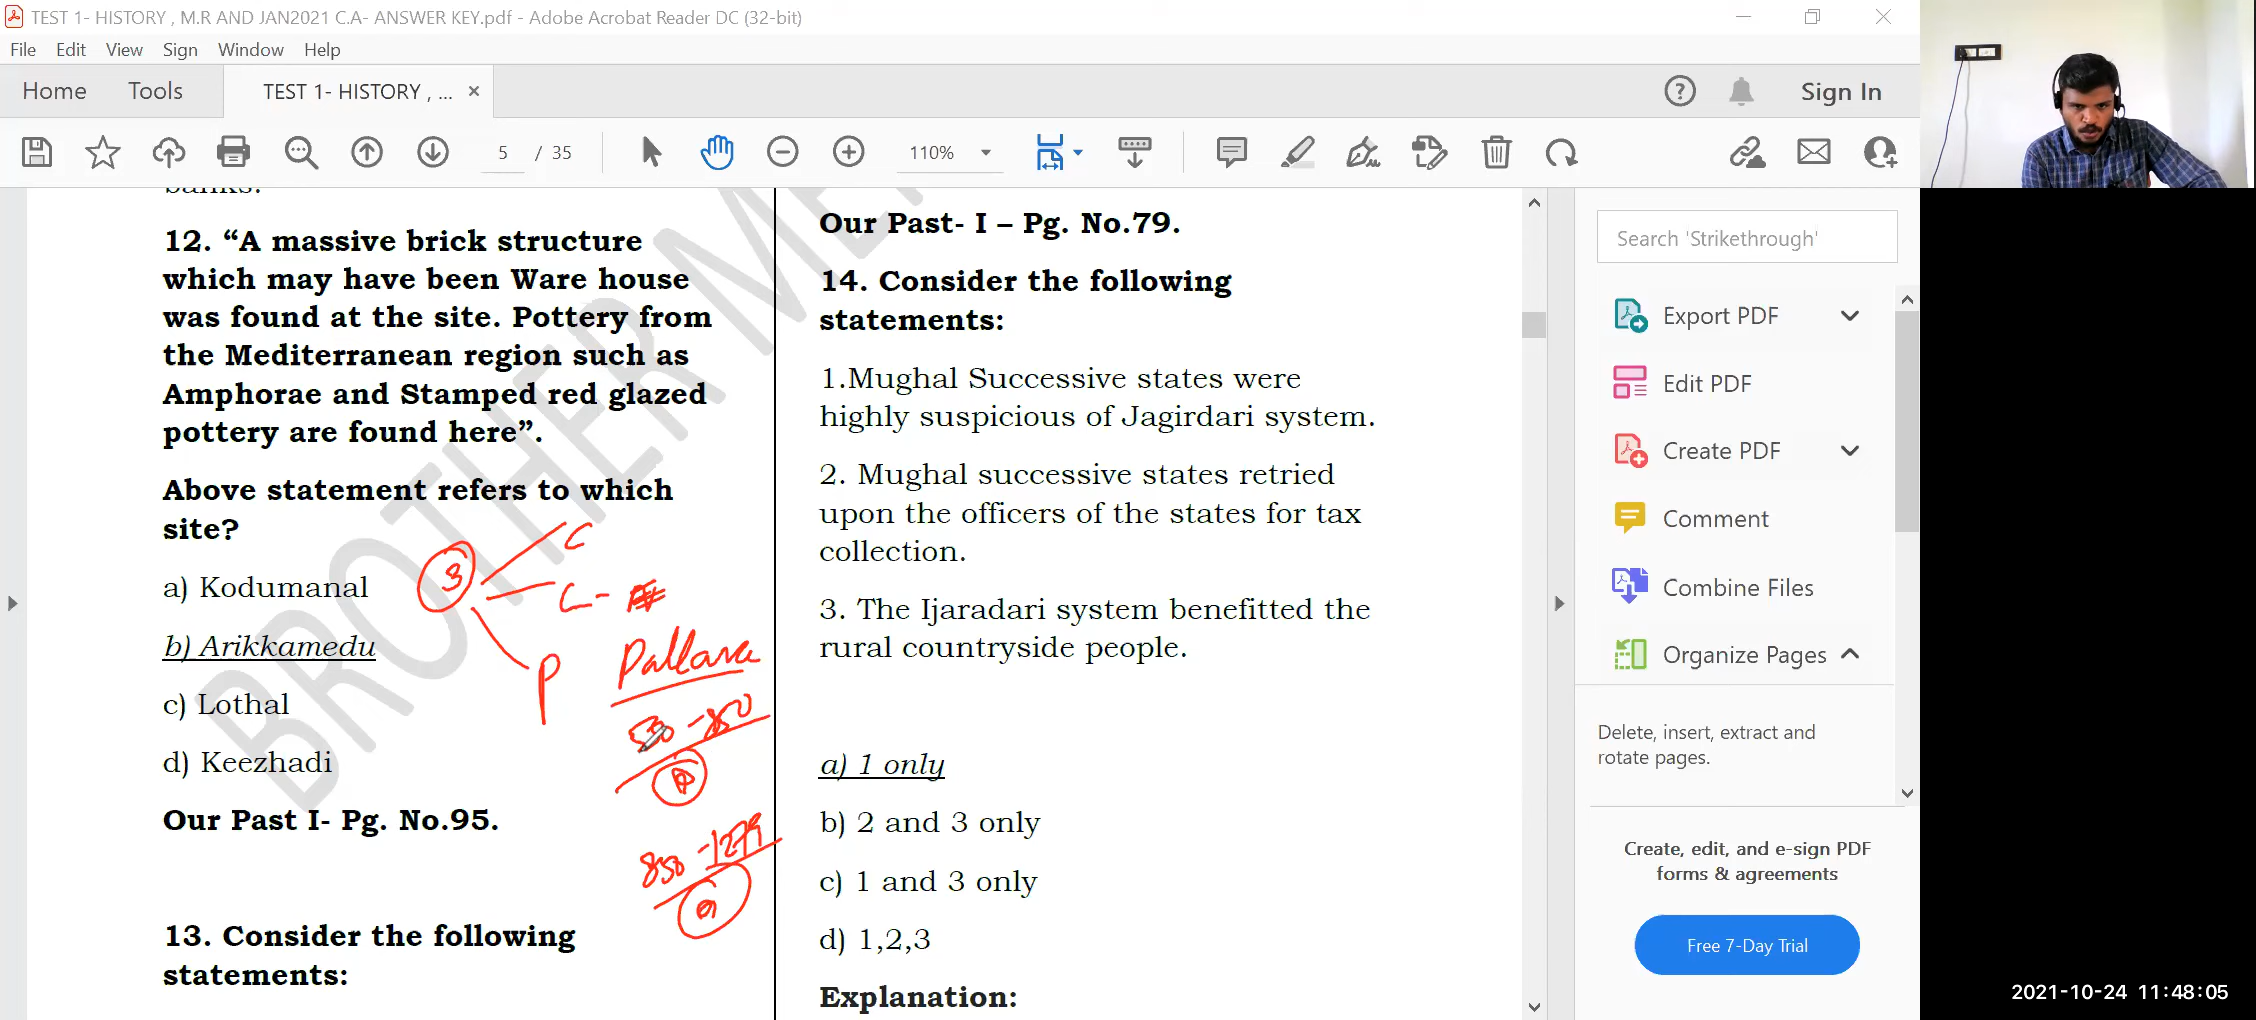 TEST 1- HISTORY , M.R AND JAN2021 C.A- ANSWER KEY.pdf - Adobe Acrobat Reader DC (32-bit)
File Edit View Sign Window Help
Home Tools TEST 1- HISTORY , ... ×
Sign In
5 / 35 110%
banks.
12. “A massive brick structure
which may have been Ware house
was found at the site. Pottery from
the Mediterranean region such as
Amphorae and Stamped red glazed
pottery are found here”.
Above statement refers to which
site?
a) Kodumanal
b) Arikkamedu
c) Lothal
d) Keezhadi
Our Past I- Pg. No.95.
13. Consider the following
statements:
3
C
C -
P
Pallava
850 - 1279
BROTHER ME
Our Past- I – Pg. No.79.
14. Consider the following
statements:
1.Mughal Successive states were
highly suspicious of Jagirdari system.
2. Mughal successive states retried
upon the officers of the states for tax
collection.
3. The Ijaradari system benefitted the
rural countryside people.
a) 1 only
b) 2 and 3 only
c) 1 and 3 only
d) 1,2,3
Explanation:
Search 'Strikethrough'
Export PDF
Edit PDF
Create PDF
Comment
Combine Files
Organize Pages
Delete, insert, extract and
rotate pages.
Create, edit, and e-sign PDF
forms & agreements
Free 7-Day Trial
2021-10-24 11:48:05